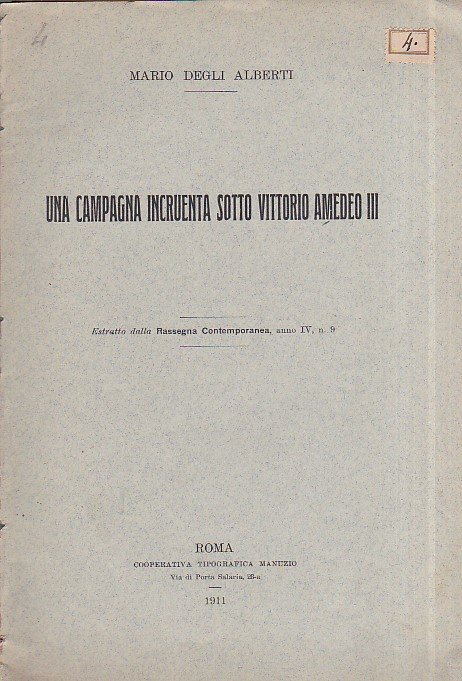 4
4.
MARIO DEGLI ALBERTI
UNA CAMPAGNA INCRUENTA SOTTO VITTORIO AMEDEO III
Estratto dalla Rassegna Contemporanea, anno IV, n. 9
ROMA
COOPERATIVA TIPOGRAFICA MANUZIO
Via di Porta Salaria, 23-a
1911